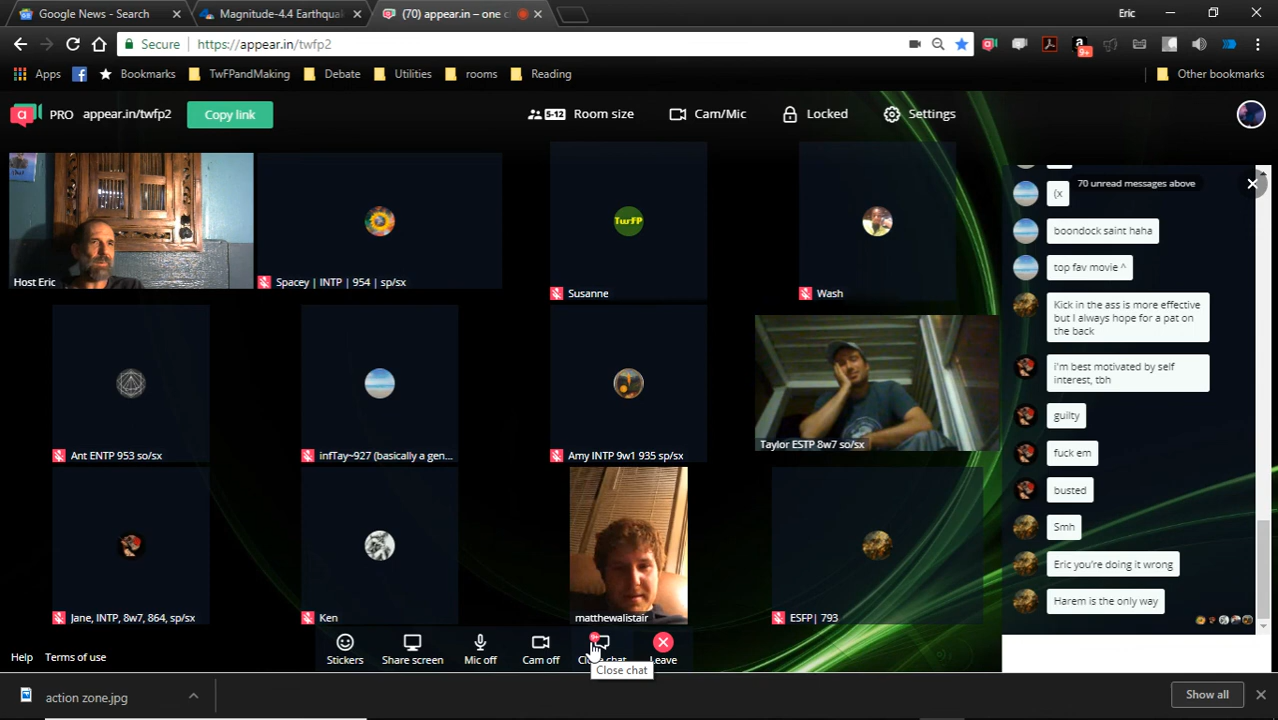 Google News - Search
Magnitude-4.4 Earthquak
(70) appear.in – one c
Eric
Secure
https://appear.in/twfp2
9+
Apps
Bookmarks
TwFPandMaking
Debate
Utilities
rooms
Reading
Other bookmarks
PRO
appear.in/twfp2
Copy link
5-12
Room size
Cam/Mic
Locked
Settings
Host Eric
Spacey | INTP | 954 | sp/sx
TurFP
Susanne
Wash
Ant ENTP 953 so/sx
infTay~927 (basically a gen...
Amy INTP 9w1 935 sp/sx
Taylor ESTP 8w7 so/sx
Jane, INTP, 8w7, 864, sp/sx
Ken
matthewalistair
ESFP| 793
70 unread messages above
(x
boondock saint haha
top fav movie ^
Kick in the ass is more effective
but I always hope for a pat on
the back
i'm best motivated by self
interest, tbh
guilty
fuck em
busted
Smh
Eric you're doing it wrong
Harem is the only way
Help
Terms of use
Stickers
Share screen
Mic off
Cam off
Close chat
Leave
Close chat
action zone.jpg
Show all